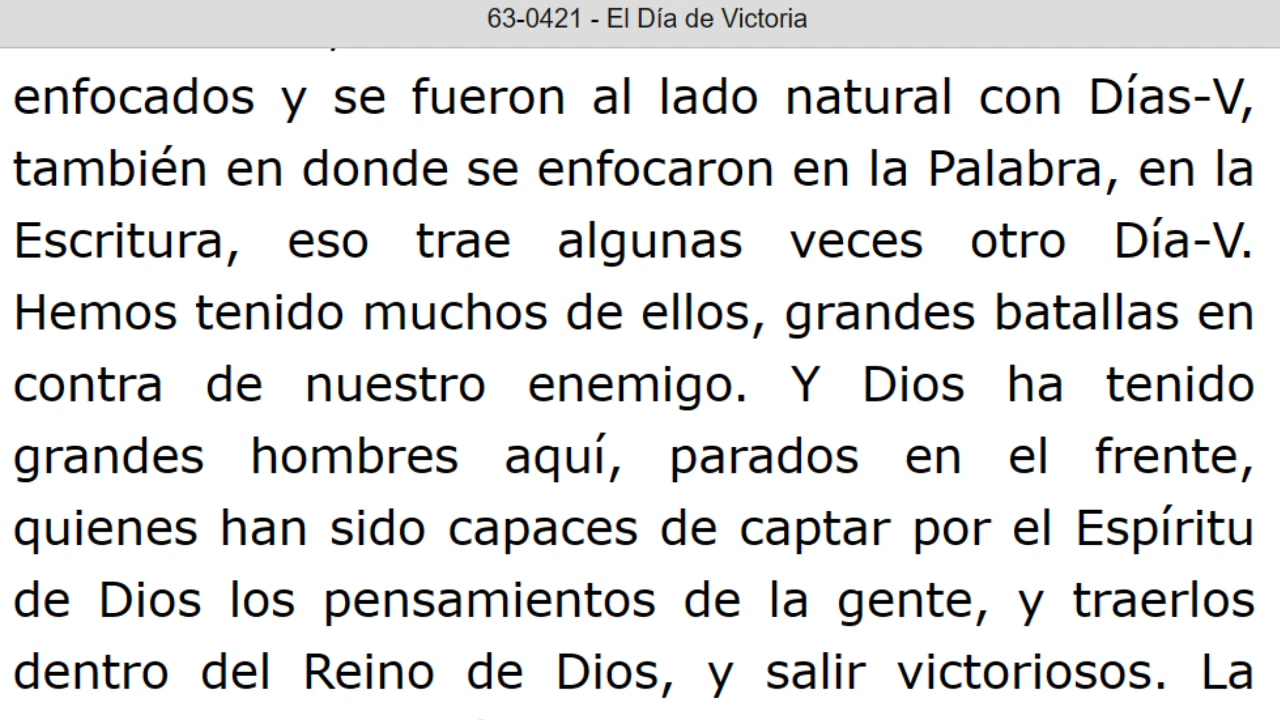 63-0421 - El Día de Victoria
enfocados y se fueron al lado natural con Días-V,
también en donde se enfocaron en la Palabra, en la
Escritura, eso trae algunas veces otro Día-V.
Hemos tenido muchos de ellos, grandes batallas en
contra de nuestro enemigo. Y Dios ha tenido
grandes hombres aquí, parados en el frente,
quienes han sido capaces de captar por el Espíritu
de Dios los pensamientos de la gente, y traerlos
dentro del Reino de Dios, y salir victoriosos. La